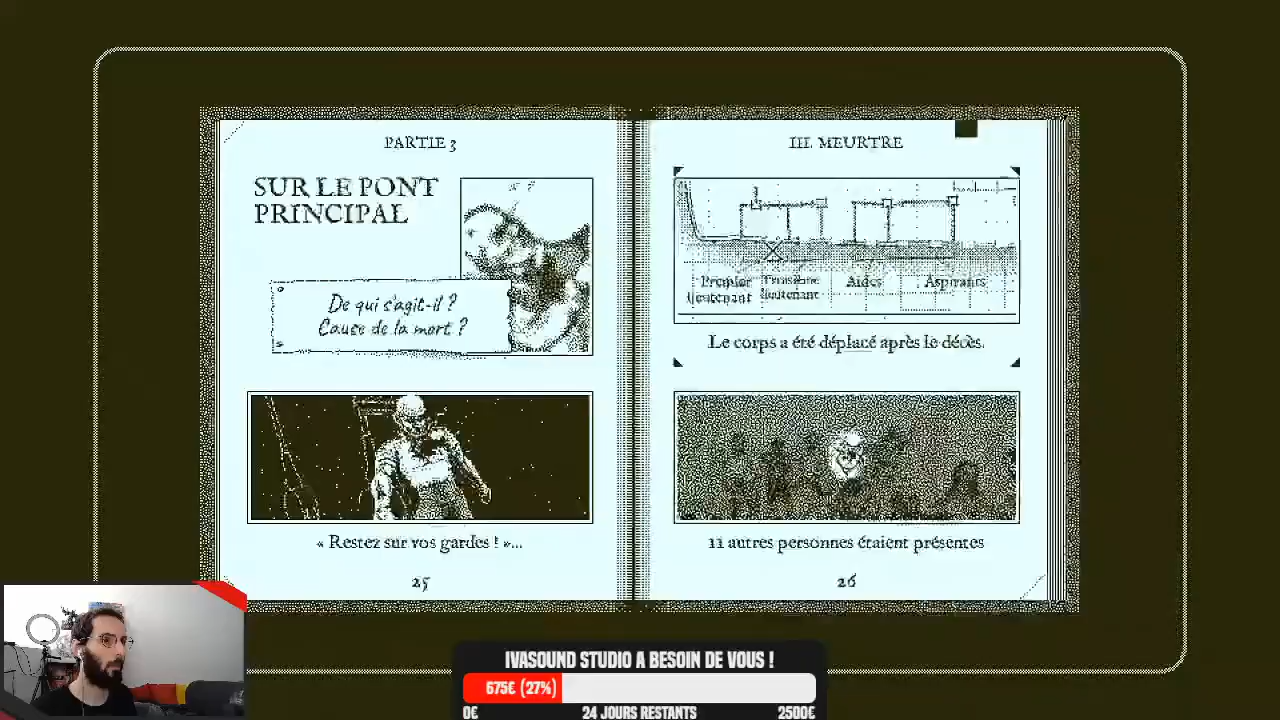 PARTIE 3
SUR LE PONT
PRINCIPAL
De qui s'agit-il ?
Cause de la mort ?
« Restez sur vos gardes ! »...
25
III. MEURTRE
Premier lieutenant
Troisième lieutenant
Aides
Aspirants
Le corps a été déplacé après le décès.
11 autres personnes étaient présentes
26
IVASOUND STUDIO A BESOIN DE VOUS !
675€ (27%)
0€ 24 JOURS RESTANTS 2500€